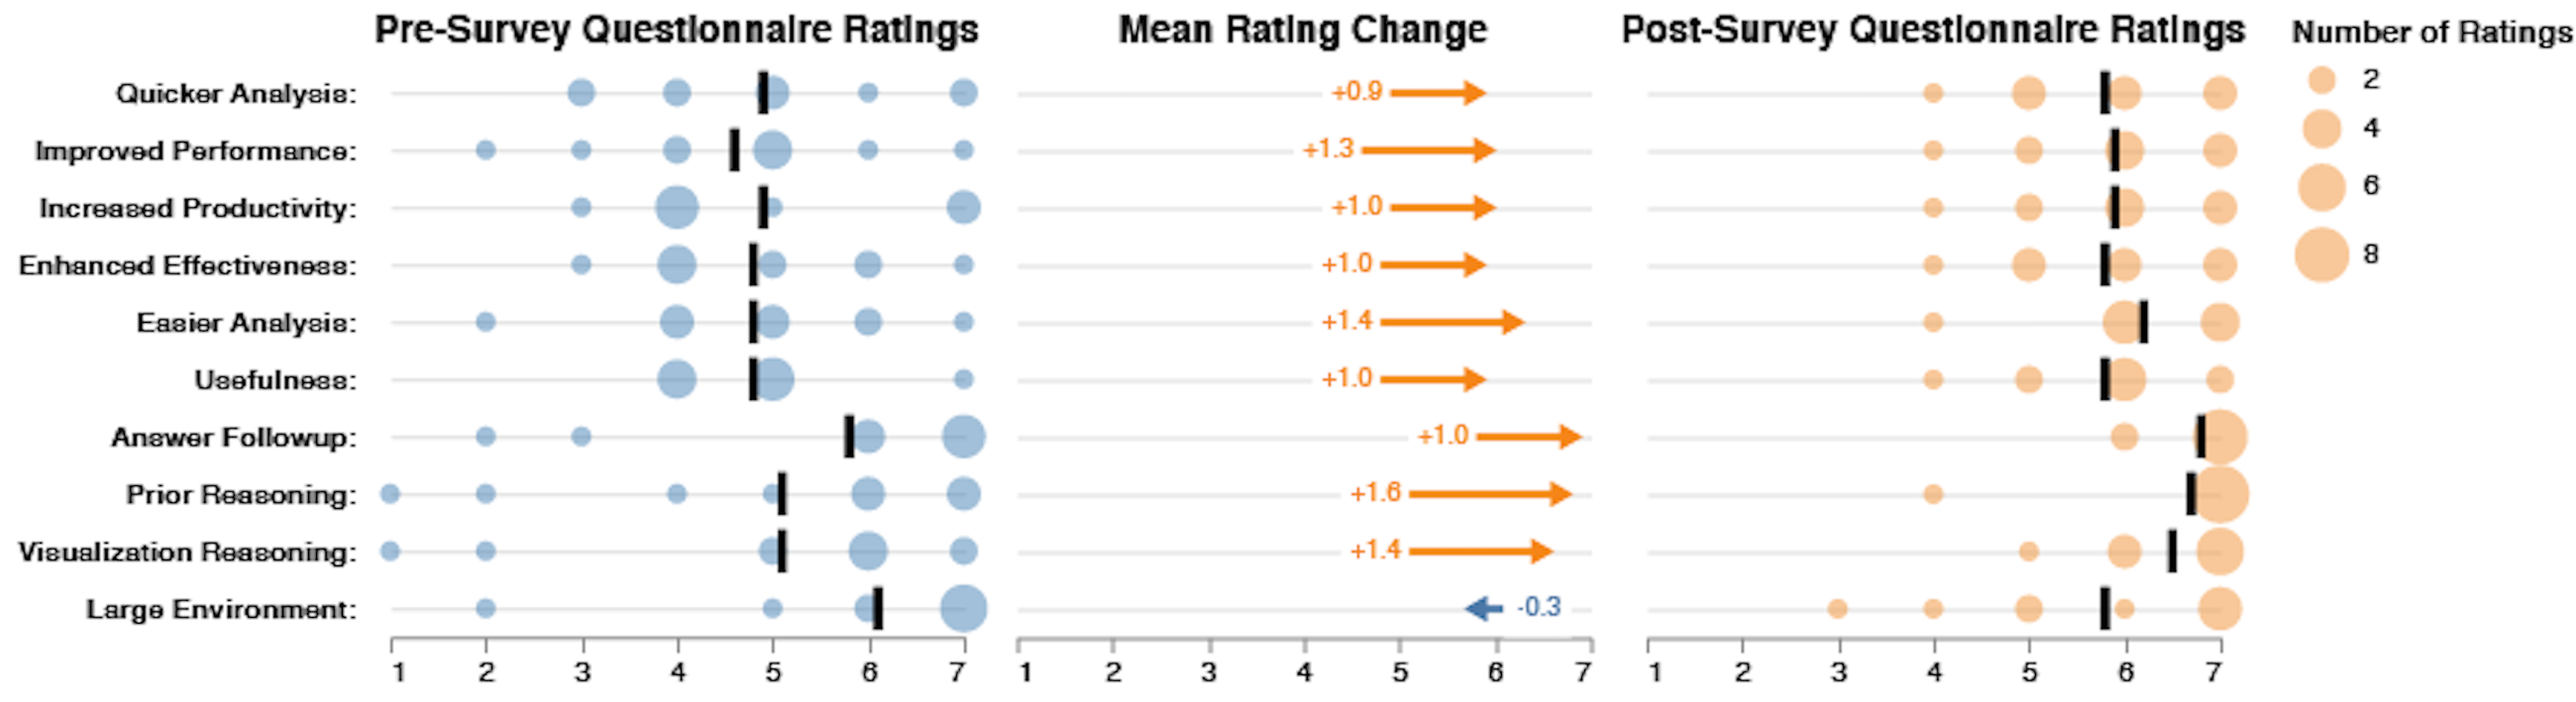 Pre-Survey Questionnaire Ratings Mean Rating Change Post-Survey Questionnaire Ratings Number of Ratings
Quicker Analysis: +0.9 2
Improved Performance: +1.3 4
Increased Productivity: +1.0 6
Enhanced Effectiveness: +1.0 8
Easier Analysis: +1.4
Usefulness: +1.0
Answer Followup: +1.0
Prior Reasoning: +1.6
Visualization Reasoning: +1.4
Large Environment: -0.3
1 2 3 4 5 6 7 1 2 3 4 5 6 7 1 2 3 4 5 6 7